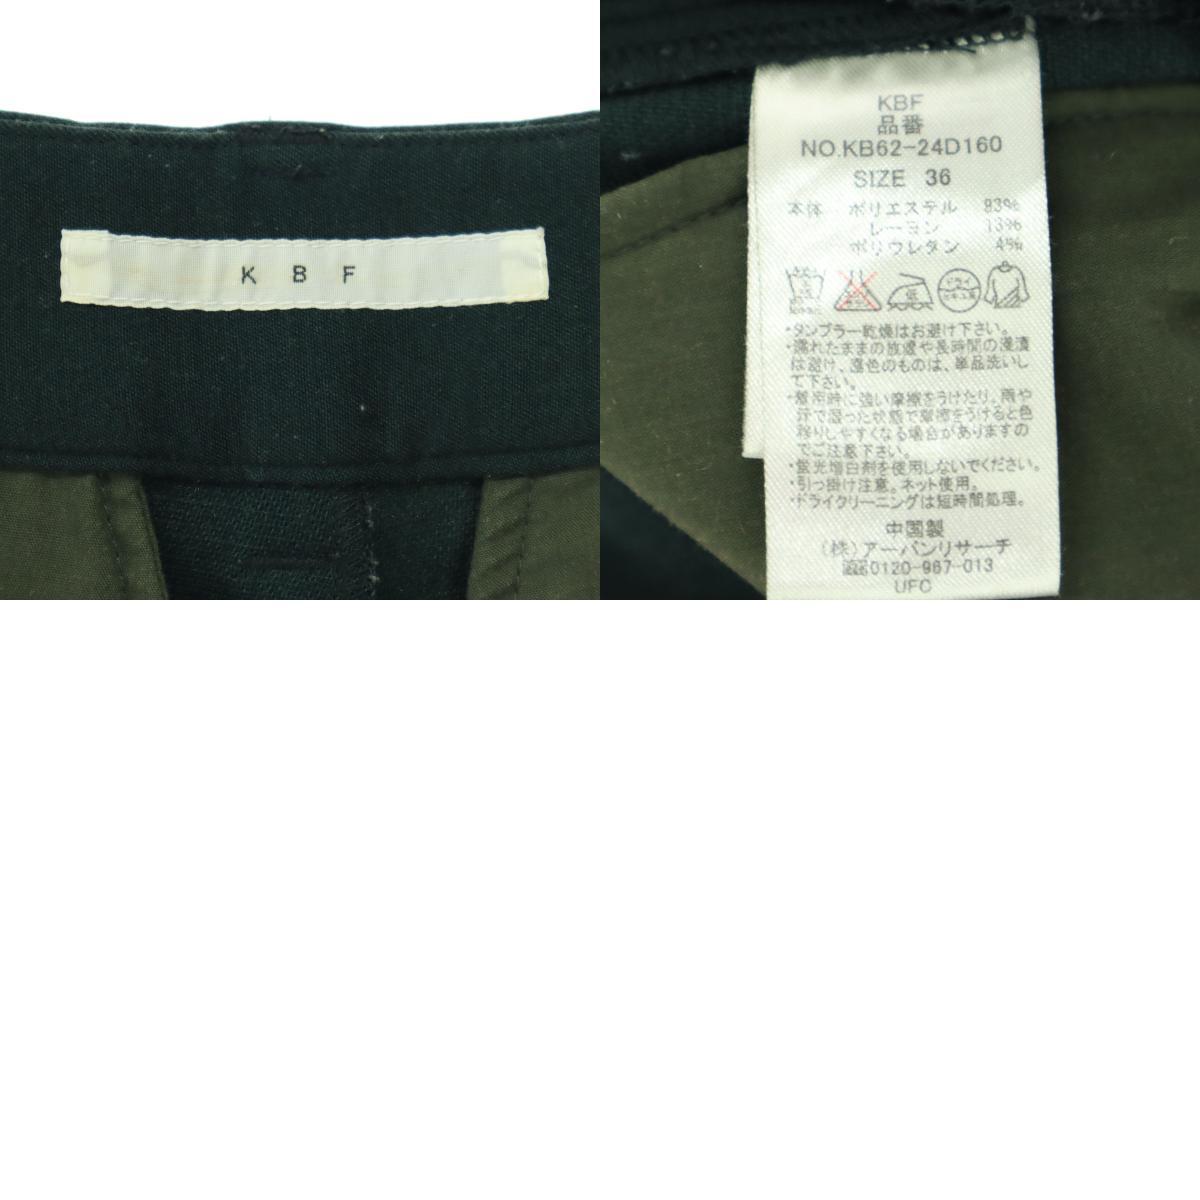 K B F
KBF
品番
NO.KB62-24D160
SIZE 36
本体 ポリエステル 83%
レーヨン 13%
ポリウレタン 4%
・タンブラー乾燥はお避け下さい。
・濡れたままの放置や長時間の浸漬
は避け、濃色のものは、単品洗いし
て下さい。
・着用時に強い摩擦をうけたり、雨や
汗で湿った状態で摩擦をうけると色
移りしやすくなる場合がありますの
でご注意下さい。
・蛍光増白剤を使用しないでください。
・引っ掛け注意。ネット使用。
・ドライクリーニングは短時間処理。
中国製
(株)アーバンリサーチ
0120-967-013
UFC